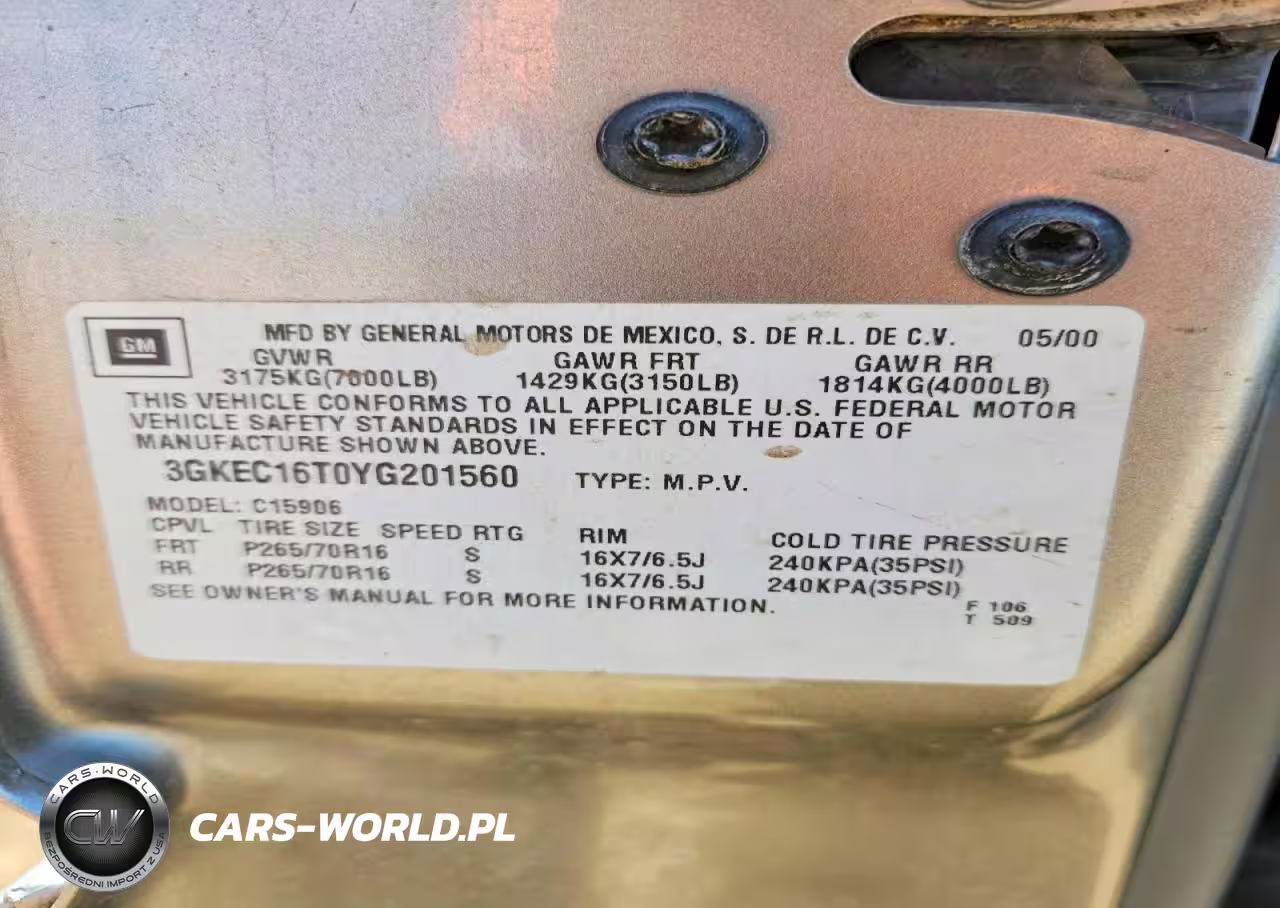 GM
MFD BY GENERAL MOTORS DE MEXICO, S. DE R.L. DE C.V. 05/00
GVWR GAWR FRT GAWR RR
3175KG(7000LB) 1429KG(3150LB) 1814KG(4000LB)
THIS VEHICLE CONFORMS TO ALL APPLICABLE U.S. FEDERAL MOTOR
VEHICLE SAFETY STANDARDS IN EFFECT ON THE DATE OF
MANUFACTURE SHOWN ABOVE.
3GKEC16T0YG201560 TYPE: M.P.V.
MODEL: C15906
CPVL TIRE SIZE SPEED RTG RIM COLD TIRE PRESSURE
FRT P265/70R16 S 16X7/6.5J 240KPA(35PSI)
RR P265/70R16 S 16X7/6.5J 240KPA(35PSI)
SEE OWNER'S MANUAL FOR MORE INFORMATION.
F 106
T 509
CARS-WORLD
CW
BEZPOŚREDNI IMPORT Z USA
CARS-WORLD.PL